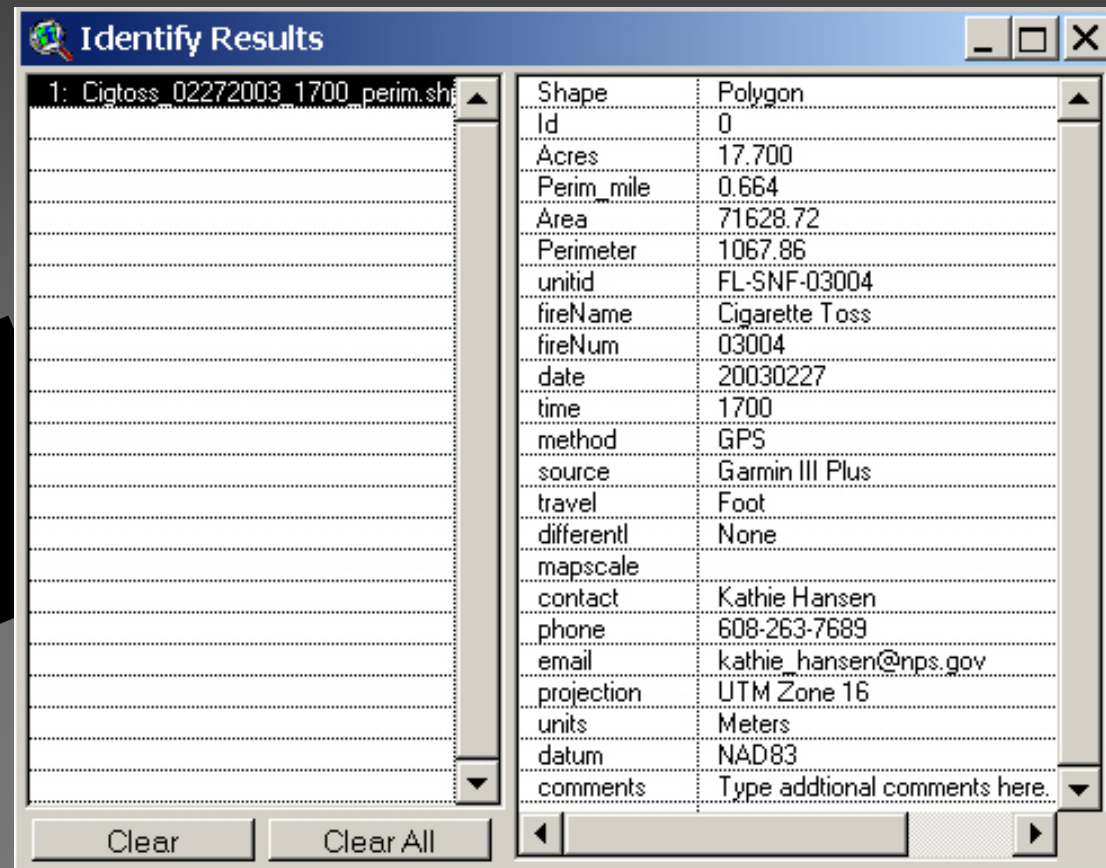 Identify Results
1: Cigtoss_02272003_1700_perim.sh
Shape Polygon
Id 0
Acres 17.700
Perim_mile 0.664
Area 71628.72
Perimeter 1067.86
unitid FL-SNF-03004
fireName Cigarette Toss
fireNum 03004
date 20030227
time 1700
method GPS
source Garmin III Plus
travel Foot
differentl None
mapscale
contact Kathie Hansen
phone 608-263-7689
email kathie_hansen@nps.gov
projection UTM Zone 16
units Meters
datum NAD83
comments Type addtional comments here.
Clear Clear All